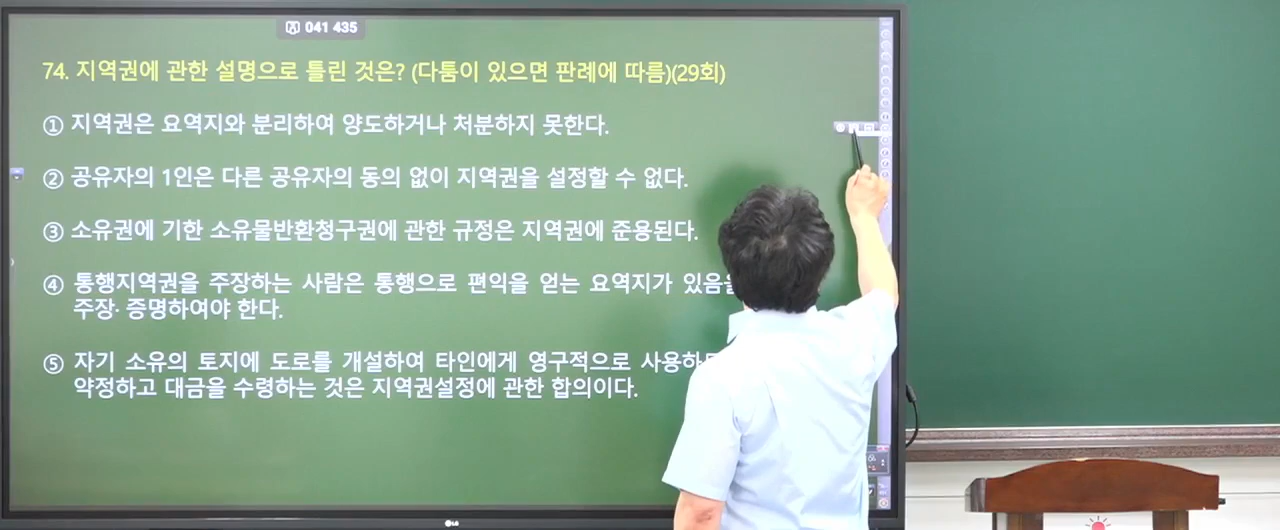 041 435
74. 지역권에 관한 설명으로 틀린 것은? (다툼이 있으면 판례에 따름)(29회)
① 지역권은 요역지와 분리하여 양도하거나 처분하지 못한다.
② 공유자의 1인은 다른 공유자의 동의 없이 지역권을 설정할 수 없다.
③ 소유권에 기한 소유물반환청구권에 관한 규정은 지역권에 준용된다.
④ 통행지역권을 주장하는 사람은 통행으로 편익을 얻는 요역지가 있음을
주장· 증명하여야 한다.
⑤ 자기 소유의 토지에 도로를 개설하여 타인에게 영구적으로
약정하고 대금을 수령하는 것은 지역권설정에 관한 합의이다.
LG